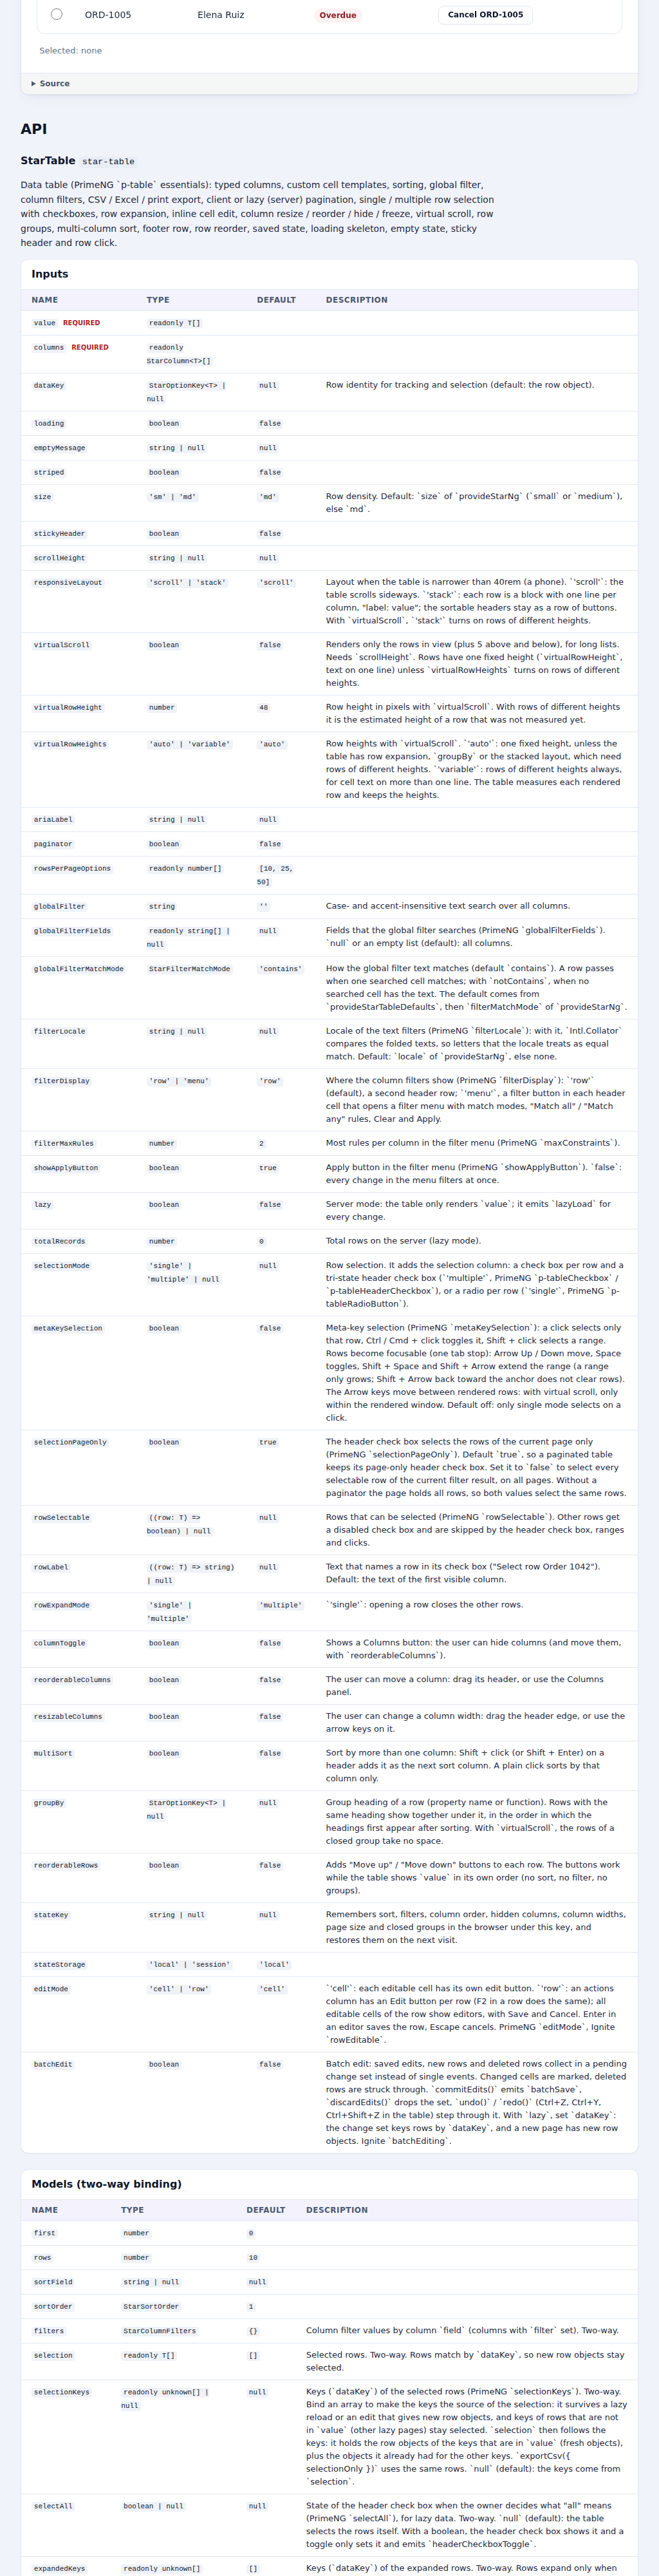 ORD-1005 Elena Ruiz Overdue Cancel ORD-1005
Selected: none
▶ Source
API
StarTable star-table
Data table (PrimeNG `p-table` essentials): typed columns, custom cell templates, sorting, global filter,
column filters, CSV / Excel / print export, client or lazy (server) pagination, single / multiple row selection
with checkboxes, row expansion, inline cell edit, column resize / reorder / hide / freeze, virtual scroll, row
groups, multi-column sort, footer row, row reorder, saved state, loading skeleton, empty state, sticky
header and row click.
Inputs
NAME TYPE DEFAULT DESCRIPTION
value REQUIRED readonly T[]
columns REQUIRED readonly
StarColumn<T>[]
dataKey StarOptionKey<T> | null Row identity for tracking and selection (default: the row object).
null
loading boolean false
emptyMessage string | null null
striped boolean false
size 'sm' | 'md' 'md' Row density. Default: `size` of `provideStarNg` (`small` or `medium`),
else `md`.
stickyHeader boolean false
scrollHeight string | null null
responsiveLayout 'scroll' | 'stack' 'scroll' Layout when the table is narrower than 40rem (a phone). `'scroll'`: the
table scrolls sideways. `'stack'`: each row is a block with one line per
column, "label: value"; the sortable headers stay as a row of buttons.
With `virtualScroll`, `'stack'` turns on rows of different heights.
virtualScroll boolean false Renders only the rows in view (plus 5 above and below), for long lists.
Needs `scrollHeight`. Rows have one fixed height (`virtualRowHeight`,
text on one line) unless `virtualRowHeights` turns on rows of different
heights.
virtualRowHeight number 48 Row height in pixels with `virtualScroll`. With rows of different heights
it is the estimated height of a row that was not measured yet.
virtualRowHeights 'auto' | 'variable' 'auto' Row heights with `virtualScroll`. `'auto'`: one fixed height, unless the
table has row expansion, `groupBy` or the stacked layout, which need
rows of different heights. `'variable'`: rows of different heights always,
for cell text on more than one line. The table measures each rendered
row and keeps the heights.
ariaLabel string | null null
paginator boolean false
rowsPerPageOptions readonly number[] [10, 25,
50]
globalFilter string '' Case- and accent-insensitive text search over all columns.
globalFilterFields readonly string[] | null Fields that the global filter searches (PrimeNG `globalFilterFields`).
null `null` or an empty list (default): all columns.
globalFilterMatchMode StarFilterMatchMode 'contains' How the global filter text matches (default `contains`). A row passes
when one searched cell matches; with `notContains`, when no
searched cell has the text. The default comes from
`provideStarTableDefaults`, then `filterMatchMode` of `provideStarNg`.
filterLocale string | null null Locale of the text filters (PrimeNG `filterLocale`): with it, `Intl.Collator`
compares the folded texts, so letters that the locale treats as equal
match. Default: `locale` of `provideStarNg`, else none.
filterDisplay 'row' | 'menu' 'row' Where the column filters show (PrimeNG `filterDisplay`): `'row'`
(default), a second header row; `'menu'`, a filter button in each header
cell that opens a filter menu with match modes, "Match all" / "Match
any" rules, Clear and Apply.
filterMaxRules number 2 Most rules per column in the filter menu (PrimeNG `maxConstraints`).
showApplyButton boolean true Apply button in the filter menu (PrimeNG `showApplyButton`). `false`:
every change in the menu filters at once.
lazy boolean false Server mode: the table only renders `value`; it emits `lazyLoad` for
every change.
totalRecords number 0 Total rows on the server (lazy mode).
selectionMode 'single' | null Row selection. It adds the selection column: a check box per row and a
'multiple' | null tri-state header check box (`'multiple'`, PrimeNG `p-tableCheckbox` /
`p-tableHeaderCheckbox`), or a radio per row (`'single'`, PrimeNG `p-
tableRadioButton`).
metaKeySelection boolean false Meta-key selection (PrimeNG `metaKeySelection`): a click selects only
that row, Ctrl / Cmd + click toggles it, Shift + click selects a range.
Rows become focusable (one tab stop): Arrow Up / Down move, Space
toggles, Shift + Space and Shift + Arrow extend the range (a range
only grows; Shift + Arrow back toward the anchor does not clear rows).
The Arrow keys move between rendered rows: with virtual scroll, only
within the rendered window. Default off: only single mode selects on a
click.
selectionPageOnly boolean true The header check box selects the rows of the current page only
(PrimeNG `selectionPageOnly`). Default `true`, so a paginated table
keeps its page-only header check box. Set it to `false` to select every
selectable row of the current filter result, on all pages. Without a
paginator the page holds all rows, so both values select the same rows.
rowSelectable ((row: T) => null Rows that can be selected (PrimeNG `rowSelectable`). Other rows get
boolean) | null a disabled check box and are skipped by the header check box, ranges
and clicks.
rowLabel ((row: T) => string) null Text that names a row in its check box ("Select row Order 1042").
| null Default: the text of the first visible column.
rowExpandMode 'single' | 'multiple' `'single'`: opening a row closes the other rows.
'multiple'
columnToggle boolean false Shows a Columns button: the user can hide columns (and move them,
with `reorderableColumns`).
reorderableColumns boolean false The user can move a column: drag its header, or use the Columns
panel.
resizableColumns boolean false The user can change a column width: drag the header edge, or use the
arrow keys on it.
multiSort boolean false Sort by more than one column: Shift + click (or Shift + Enter) on a
header adds it as the next sort column. A plain click sorts by that
column only.
groupBy StarOptionKey<T> | null Group heading of a row (property name or function). Rows with the
null same heading show together under it, in the order in which the
headings first appear after sorting. With `virtualScroll`, the rows of a
closed group take no space.
reorderableRows boolean false Adds "Move up" / "Move down" buttons to each row. The buttons work
while the table shows `value` in its own order (no sort, no filter, no
groups).
stateKey string | null null Remembers sort, filters, column order, hidden columns, column widths,
page size and closed groups in the browser under this key, and
restores them on the next visit.
stateStorage 'local' | 'session' 'local'
editMode 'cell' | 'row' 'cell' `'cell'`: each editable cell has its own edit button. `'row'`: an actions
column has an Edit button per row (F2 in a row does the same); all
editable cells of the row show editors, with Save and Cancel. Enter in
an editor saves the row, Escape cancels. PrimeNG `editMode`, Ignite
`rowEditable`.
batchEdit boolean false Batch edit: saved edits, new rows and deleted rows collect in a pending
change set instead of single events. Changed cells are marked, deleted
rows are struck through. `commitEdits()` emits `batchSave`,
`discardEdits()` drops the set, `undo()` / `redo()` (Ctrl+Z, Ctrl+Y,
Ctrl+Shift+Z in the table) step through it. With `lazy`, set `dataKey`:
the change set keys rows by `dataKey`, and a new page has new row
objects. Ignite `batchEditing`.
Models (two-way binding)
NAME TYPE DEFAULT DESCRIPTION
first number 0
rows number 10
sortField string | null null
sortOrder StarSortOrder 1
filters StarColumnFilters {} Column filter values by column `field` (columns with `filter` set). Two-way.
selection readonly T[] [] Selected rows. Two-way. Rows match by `dataKey`, so new row objects stay
selected.
selectionKeys readonly unknown[] | null Keys (`dataKey`) of the selected rows (PrimeNG `selectionKeys`). Two-way.
null Bind an array to make the keys the source of the selection: it survives a lazy
reload or an edit that gives new row objects, and keys of rows that are not
in `value` (other lazy pages) stay selected. `selection` then follows the
keys: it holds the row objects of the keys that are in `value` (fresh objects),
plus the objects it already had for the other keys. `exportCsv({
selectionOnly })` uses the same rows. `null` (default): the keys come from
`selection`.
selectAll boolean | null null State of the header check box when the owner decides what "all" means
(PrimeNG `selectAll`), for lazy data. Two-way. `null` (default): the table
selects the rows itself. With a boolean, the header check box shows it and a
toggle only sets it and emits `headerCheckboxToggle`.
expandedKeys readonly unknown[] [] Keys (`dataKey`) of the expanded rows. Two-way. Rows expand only when